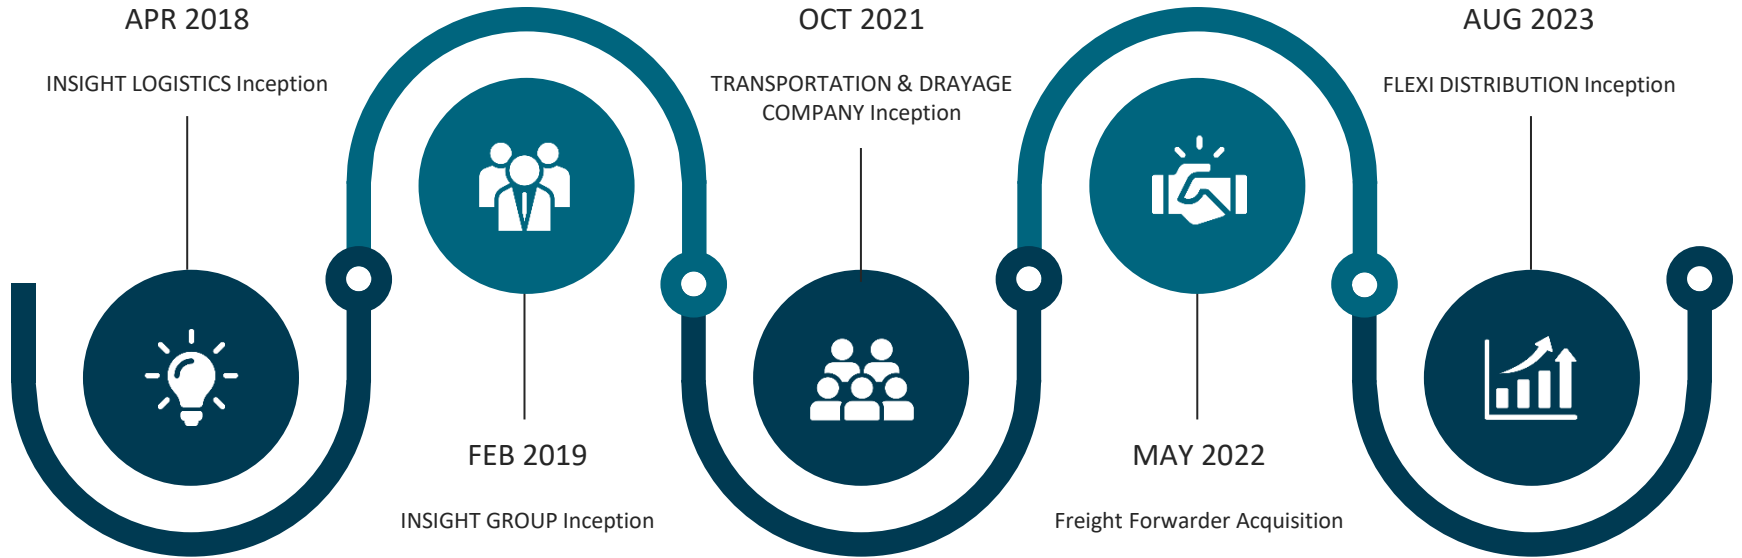 APR 2018
INSIGHT LOGISTICS Inception
FEB 2019
INSIGHT GROUP Inception
OCT 2021
TRANSPORTATION & DRAYAGE
COMPANY Inception
MAY 2022
Freight Forwarder Acquisition
AUG 2023
FLEXI DISTRIBUTION Inception